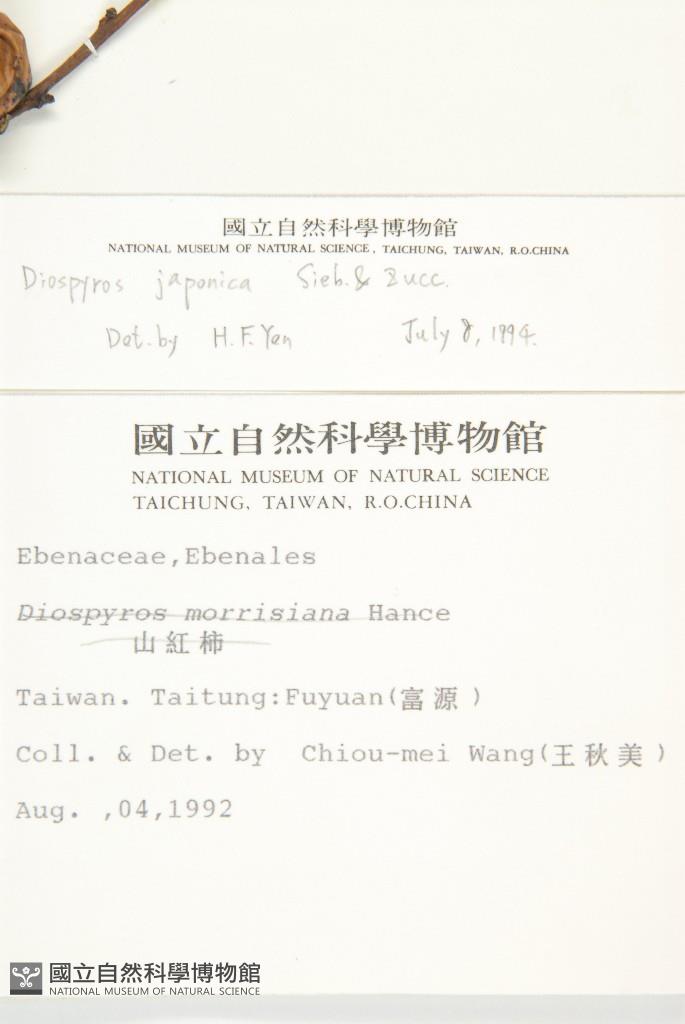 國立自然科學博物館
NATIONAL MUSEUM OF NATURAL SCIENCE, TAICHUNG, TAIWAN, R.O.CHINA
Diospyros japonica Sieb. & Zucc.
Det. by H.F.Yen July 8, 1994.
國立自然科學博物館
NATIONAL MUSEUM OF NATURAL SCIENCE
TAICHUNG, TAIWAN, R.O.CHINA
Ebenaceae,Ebenales
Diospyros morrisiana Hance
山紅柿
Taiwan. Taitung:Fuyuan(富源)
Coll. & Det. by Chiou-mei Wang(王秋美)
Aug. ,04,1992
國立自然科學博物館
NATIONAL MUSEUM OF NATURAL SCIENCE